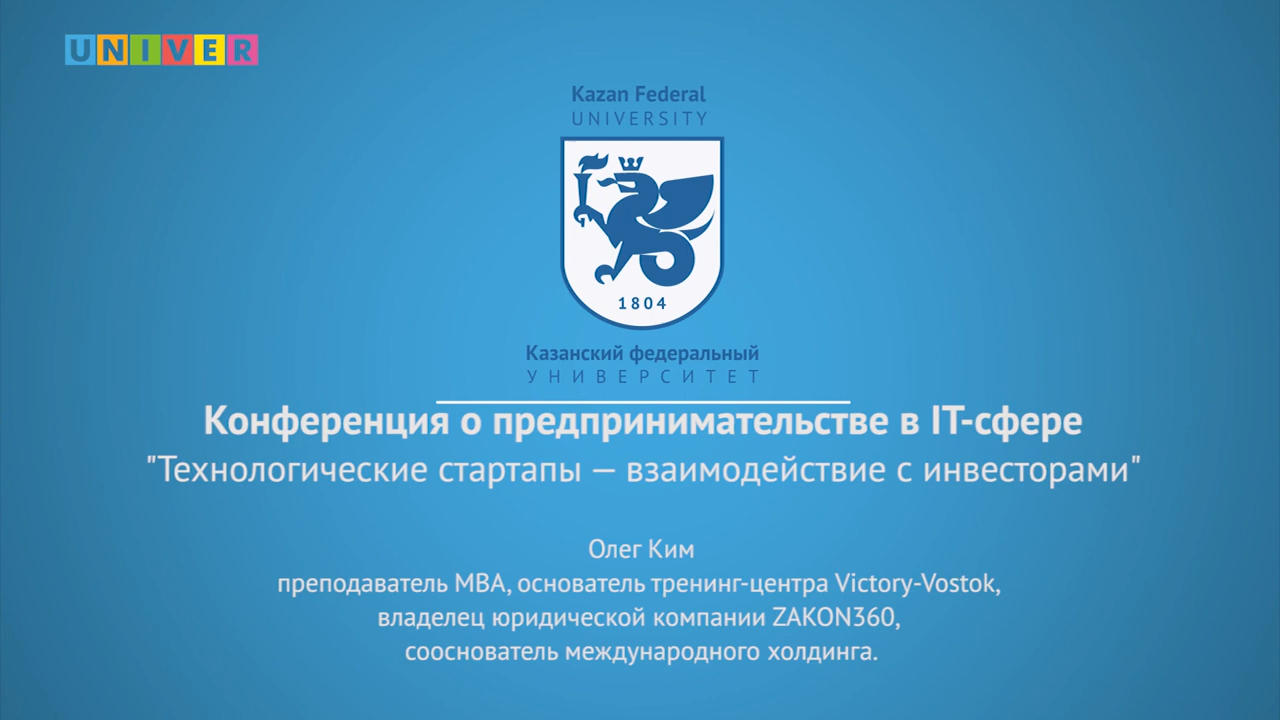 UNIVER
Kazan Federal
UNIVERSITY
1804
Казанский федеральный
УНИВЕРСИТЕТ
Конференция о предпринимательстве в IT-сфере
"Технологические стартапы — взаимодействие с инвесторами"
Олег Ким
преподаватель MBA, основатель тренинг-центра Victory-Vostok,
владелец юридической компании ZAKON360,
сооснователь международного холдинга.